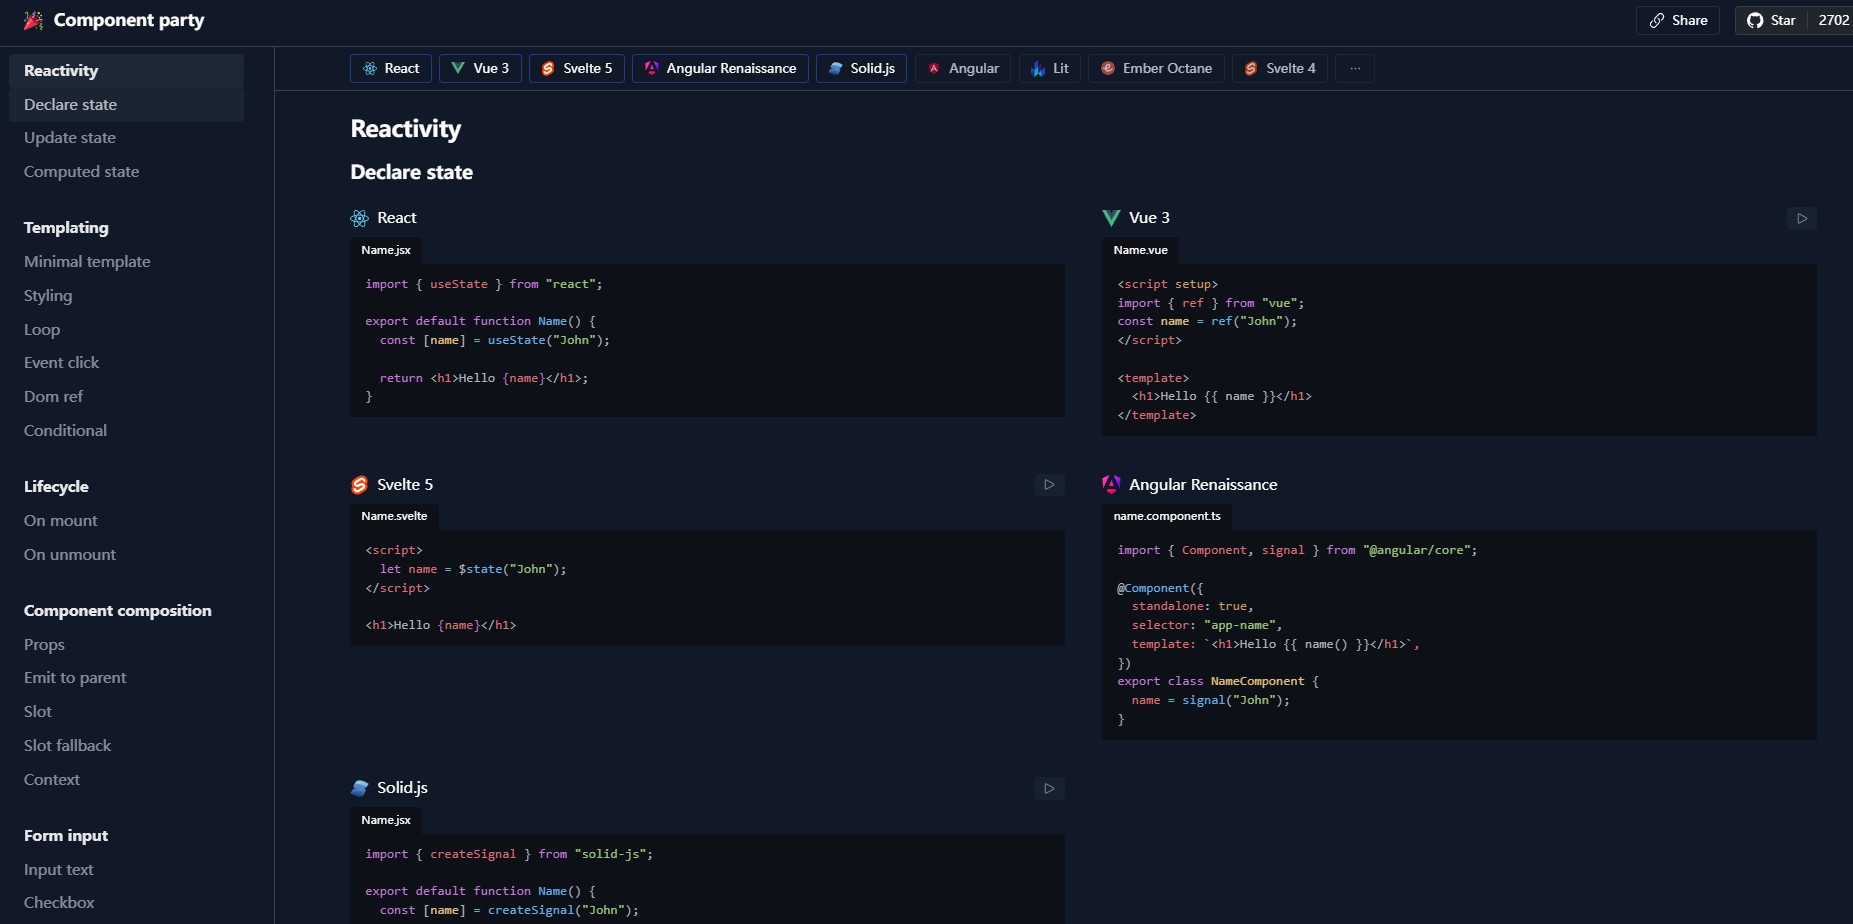 Component party
Share
Star 2702
Reactivity
Declare state
Update state
Computed state
Templating
Minimal template
Styling
Loop
Event click
Dom ref
Conditional
Lifecycle
On mount
On unmount
Component composition
Props
Emit to parent
Slot
Slot fallback
Context
Form input
Input text
Checkbox
React Vue 3 Svelte 5 Angular Renaissance Solid.js Angular Lit Ember Octane Svelte 4 ...
Reactivity
Declare state
React
Name.jsx
import { useState } from "react";
export default function Name() {
const [name] = useState("John");
return <h1>Hello {name}</h1>;
}
Vue 3
Name.vue
<script setup>
import { ref } from "vue";
const name = ref("John");
</script>
<template>
<h1>Hello {{ name }}</h1>
</template>
Svelte 5
Name.svelte
<script>
let name = $state("John");
</script>
<h1>Hello {name}</h1>
Angular Renaissance
name.component.ts
import { Component, signal } from "@angular/core";
@Component({
standalone: true,
selector: "app-name",
template: `<h1>Hello {{ name() }}</h1>`,
})
export class NameComponent {
name = signal("John");
}
Solid.js
Name.jsx
import { createSignal } from "solid-js";
export default function Name() {
const [name] = createSignal("John");